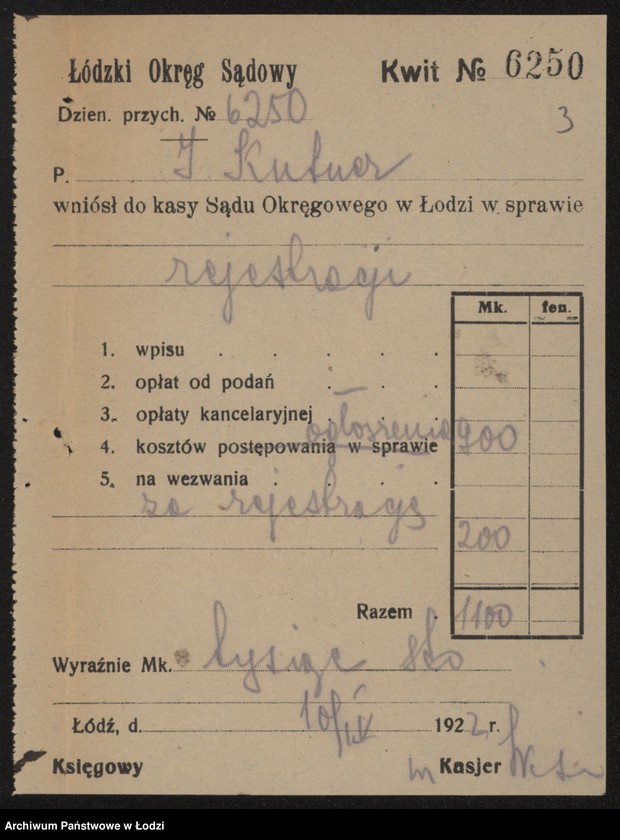 Łódzki Okręg Sądowy Kwit № 6250
Dzien. przych. № 6250
3
P. I Kutner
wniósł do kasy Sądu Okręgowego w Łodzi w sprawie
rejestracji
Mk. fen.
1. wpisu . . . . .
2. opłat od podań . . .
3. opłaty kancelaryjnej . . . .
ogłoszenia 900
4. kosztów postępowania w sprawie
5. na wezwania . . . .
za rejestrację
200
Razem . 1100
Wyraźnie Mk. tysiąc sto
Łódź, d. 10/IV 1922 r.
Księgowy Kasjer
Archiwum Państwowe w Łodzi